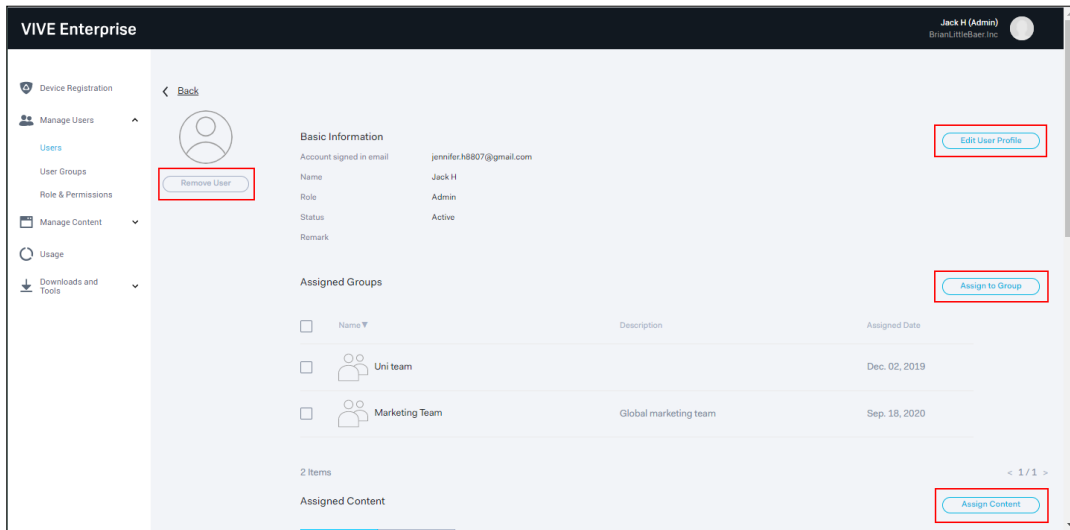 VIVE Enterprise
Jack H (Admin)
BrianLittleBaer.Inc
Device Registration
Manage Users
Users
User Groups
Role & Permissions
Manage Content
Usage
Downloads and
Tools
< Back
Remove User
Basic Information
Edit User Profile
Account signed in email jennifer.h8807@gmail.com
Name Jack H
Role Admin
Status Active
Remark
Assigned Groups
Assign to Group
Name▼ Description Assigned Date
Uni team Dec. 02, 2019
Marketing Team Global marketing team Sep. 18, 2020
2 Items < 1 / 1 >
Assigned Content
Assign Content